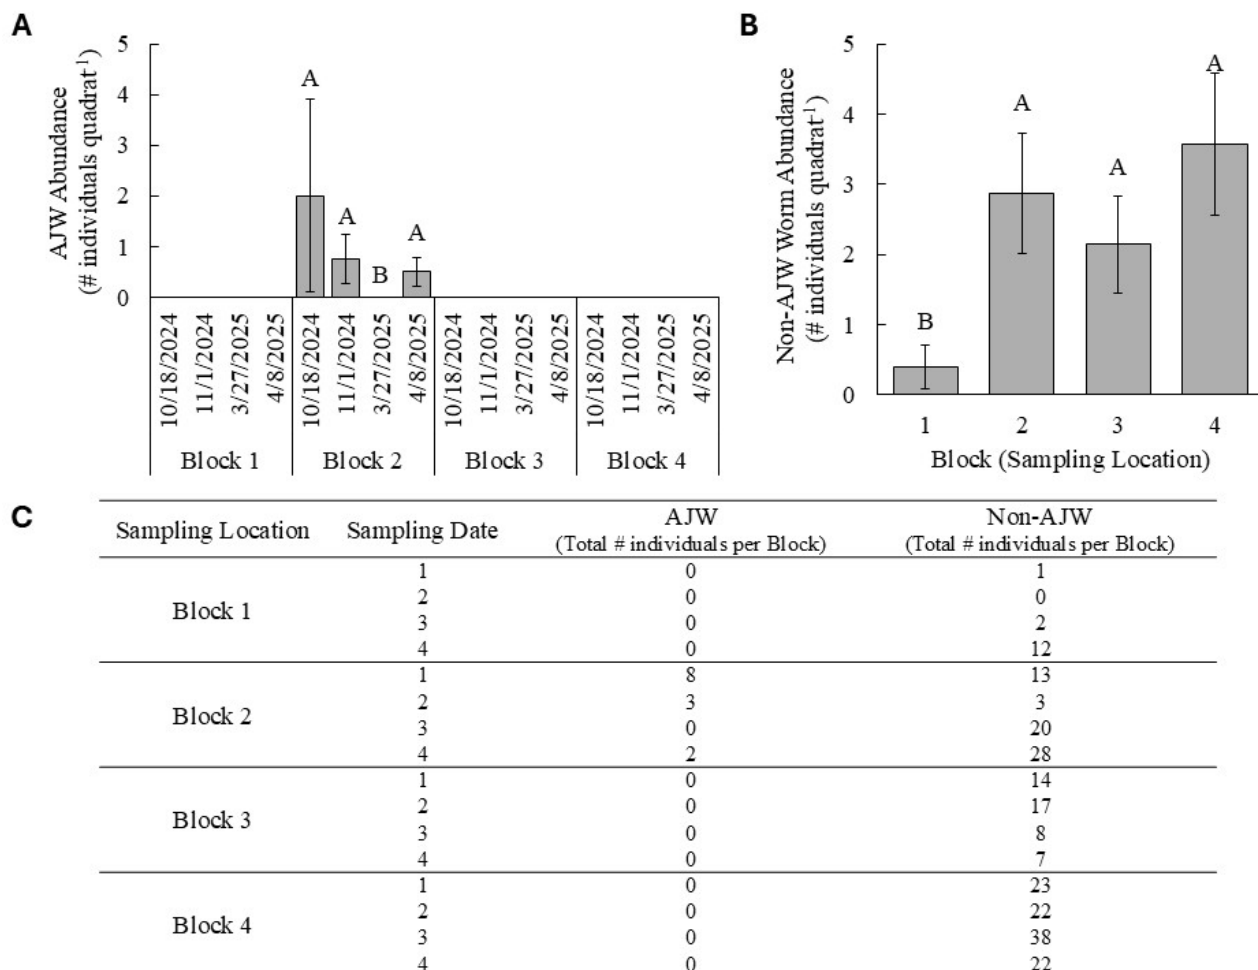 A
AJW Abundance
(# individuals quadrat-1)
5
4
3
2
1
0
A
A
B
A
10/18/2024
11/1/2024
3/27/2025
4/8/2025
10/18/2024
11/1/2024
3/27/2025
4/8/2025
10/18/2024
11/1/2024
3/27/2025
4/8/2025
10/18/2024
11/1/2024
3/27/2025
4/8/2025
Block 1 Block 2 Block 3 Block 4
B
Non-AJW Worm Abundance
(# individuals quadrat-1)
5
4
3
2
1
0
B
A
A
A
1 2 3 4
Block (Sampling Location)
C
Sampling Location Sampling Date AJW Non-AJW
(Total # individuals per Block) (Total # individuals per Block)
Block 1
1 0 1
2 0 0
3 0 2
4 0 12
Block 2
1 8 13
2 3 3
3 0 20
4 2 28
Block 3
1 0 14
2 0 17
3 0 8
4 0 7
Block 4
1 0 23
2 0 22
3 0 38
4 0 22